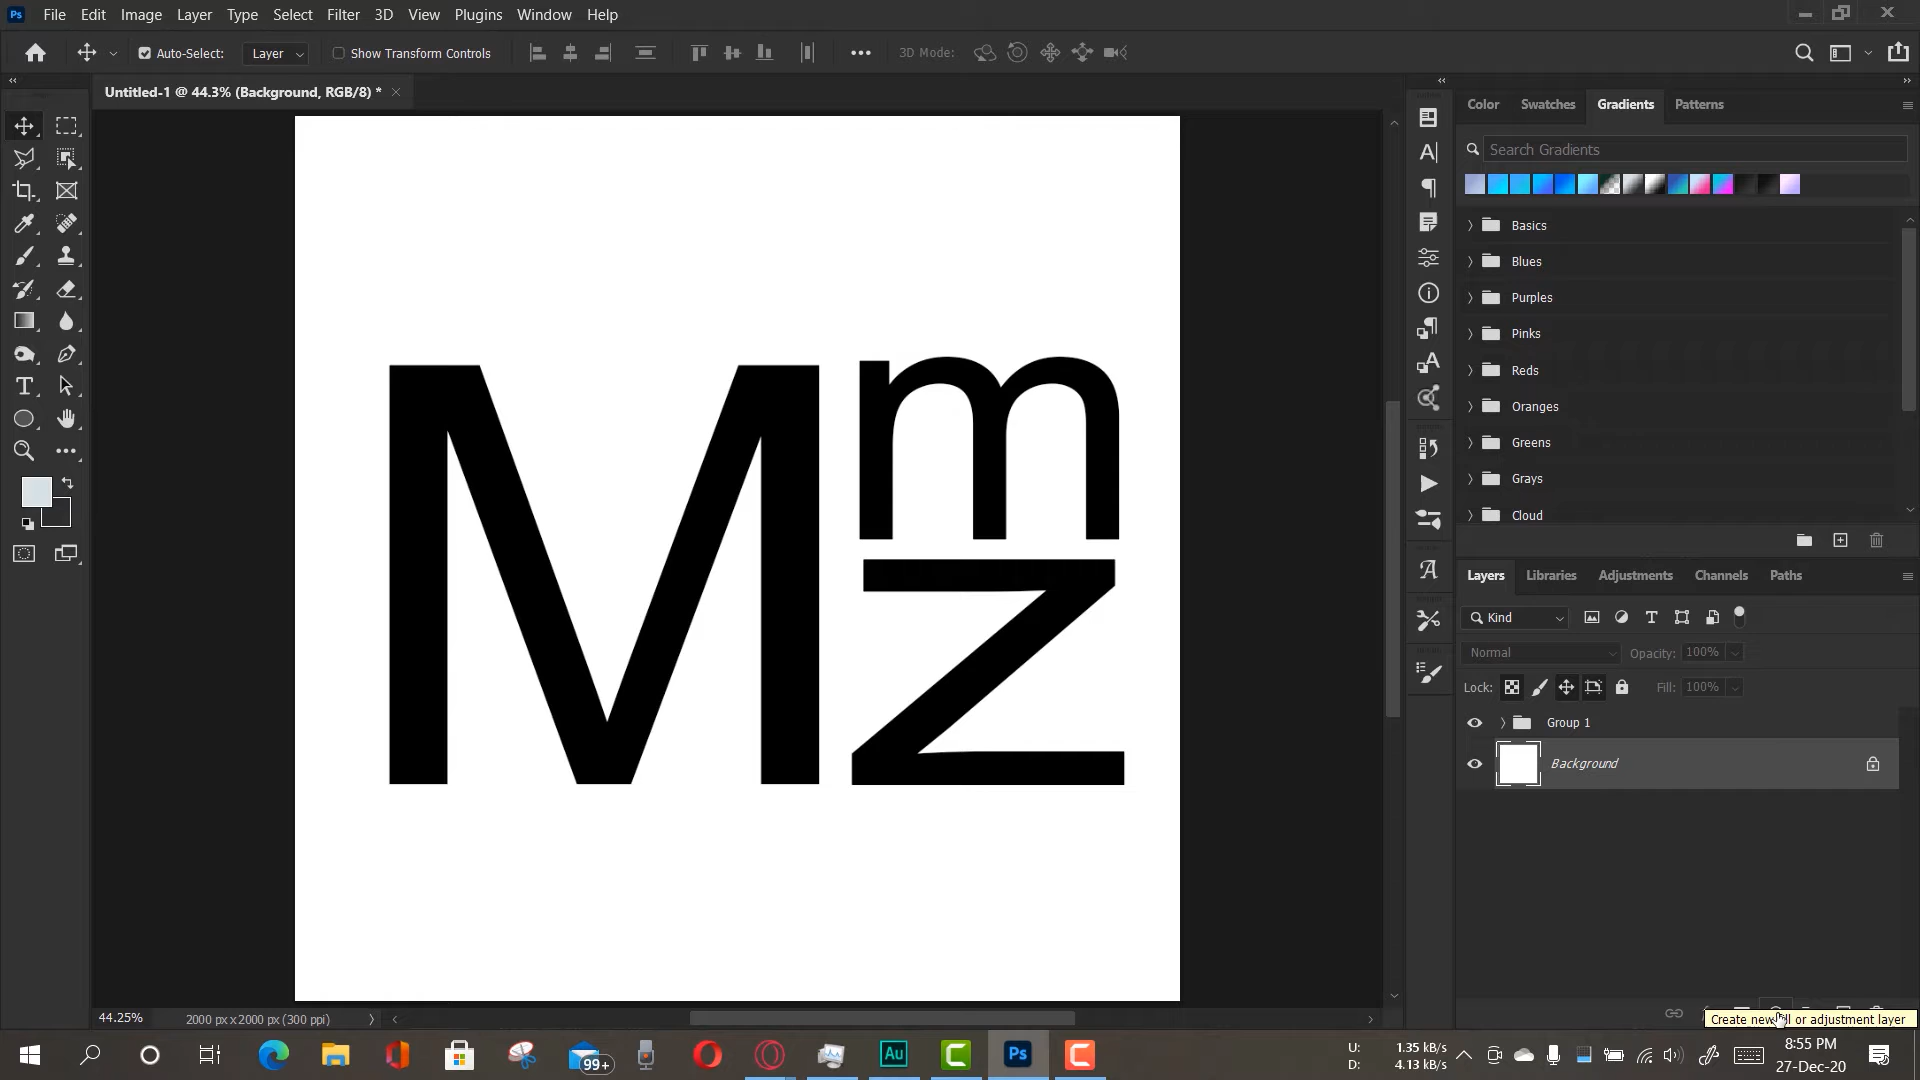 Ps File Edit Image Layer Type Select Filter 3D View Plugins Window Help
Auto-Select: Layer Show Transform Controls 3D Mode:
Untitled-1 @ 44.3% (Background, RGB/8) *
Color Swatches Gradients Patterns
Search Gradients
Basics
Blues
Purples
Pinks
Reds
Oranges
Greens
Grays
Cloud
M
m
z
Layers Libraries Adjustments Channels Paths
Kind
Normal Opacity: 100%
Lock: Fill: 100%
Group 1
Background
44.25% 2000 px x 2000 px (300 ppi)
Create new fill or adjustment layer
99+ Au Ps
U: 1.35 kB/s
D: 4.13 kB/s
8:55 PM
27-Dec-20